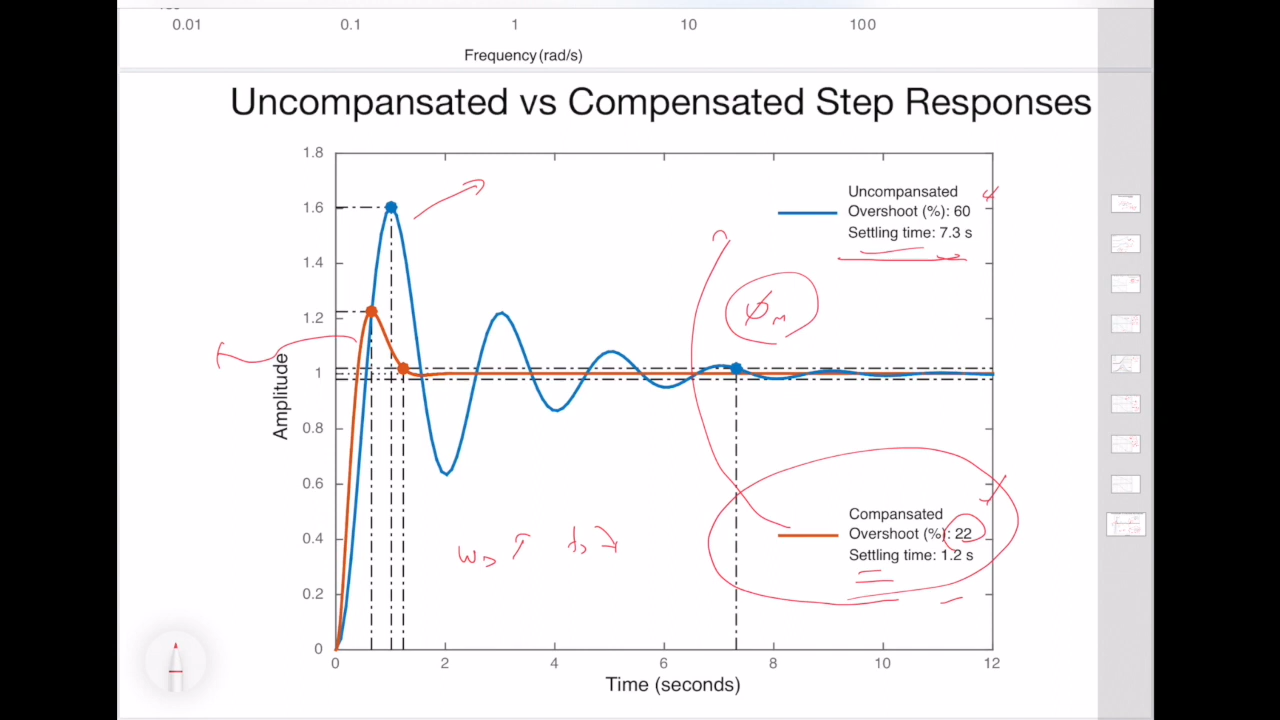 0.01 0.1 1 10 100
Frequency (rad/s)
Uncompansated vs Compensated Step Responses
1.8
1.6
1.4
1.2
1
0.8
0.6
0.4
0.2
0
Amplitude
Uncompansated
Overshoot (%): 60
Settling time: 7.3 s
ϕM
Compansated
Overshoot (%): 22
Settling time: 1.2 s
0 2 4 6 8 10 12
Time (seconds)